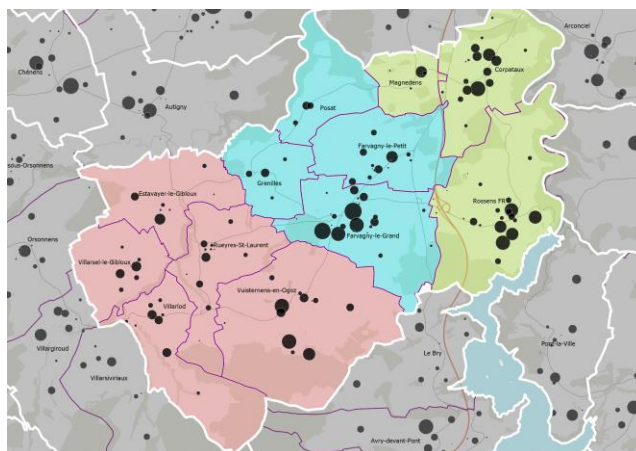 Arconciel
Chénens
Corpataux
Magnedens
Posat
Autigny
Farvagny-le-Petit
sous-Orsonnens
Grenilles
Estavayer-le-Gibloux
Rossens FR
Farvagny-le-Grand
Orsonnens
Rueyres-St-Laurent
Villarsel-le-Gibloux
Vuisternens-en-Ogoz
Villarlod
Villargiroud
Le Bry
Pont-la-Ville
Villarsiviriaux
Avry-devant-Pont